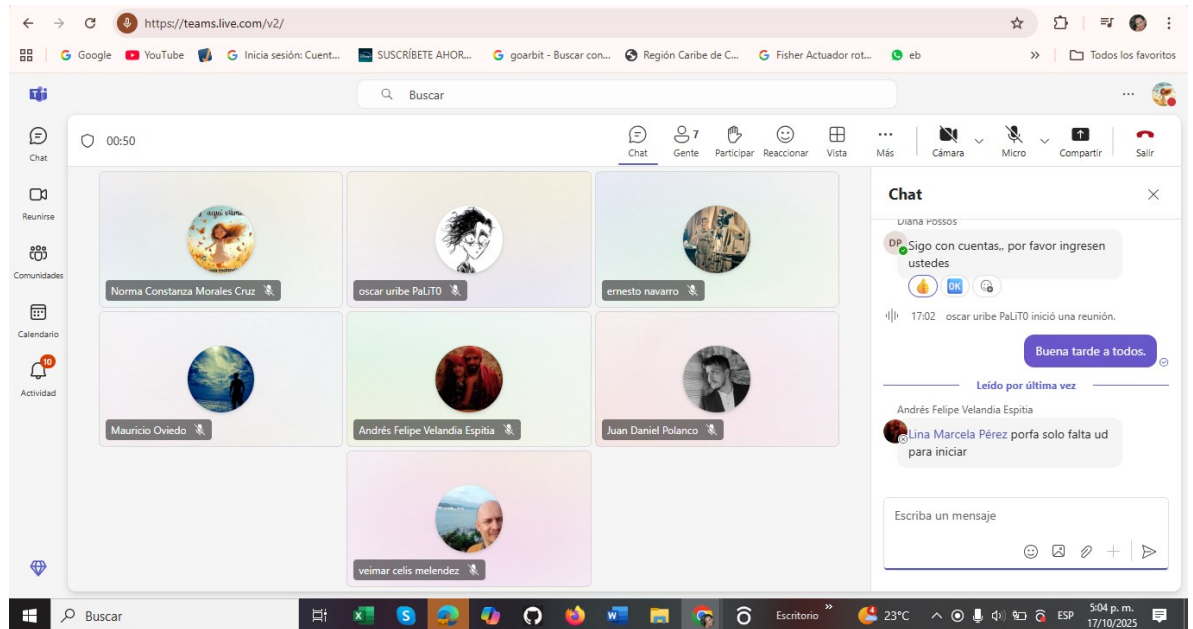 https://teams.live.com/v2/
Google
YouTube
Inicia sesión: Cuent...
SUSCRÍBETE AHOR...
goarbit - Buscar con...
Región Caribe de C...
Fisher Actuador rot...
eb
»
Todos los favoritos
Buscar
Chat
Reunirse
Comunidades
Calendario
10
Actividad
00:50
Chat
7
Gente
Participar
Reaccionar
Vista
Más
Cámara
Micro
Compartir
Salir
Norma Constanza Morales Cruz
oscar uribe PaLiT0
ernesto navarro
Mauricio Oviedo
Andrés Felipe Velandia Espitia
Juan Daniel Polanco
veimar celis melendez
Chat
Diana Possos
DP
Sigo con cuentas,, por favor ingresen
ustedes
OK
17:02 oscar uribe PaLiT0 inició una reunión.
Buena tarde a todos.
Leído por última vez
Andrés Felipe Velandia Espitia
Lina Marcela Pérez porfa solo falta ud
para iniciar
Escriba un mensaje
Buscar
Escritorio
»
4
23°C
ESP
5:04 p. m.
17/10/2025